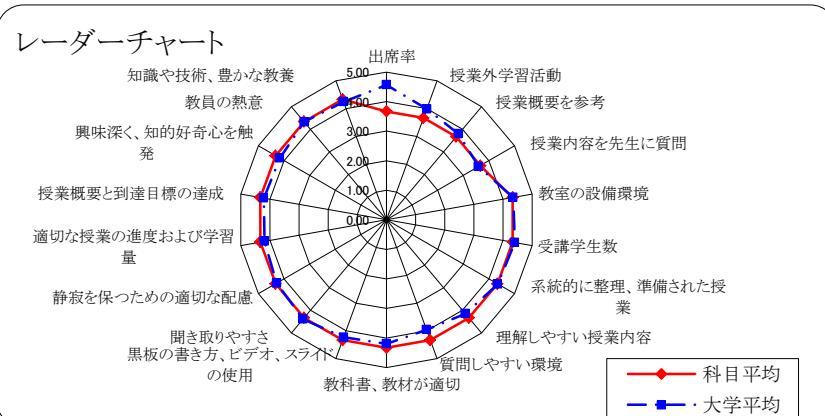 レーダーチャート
出席率
授業外学習活動
授業概要を参考
授業内容を先生に質問
教室の設備環境
受講学生数
系統的に整理、準備された授
業
理解しやすい授業内容
質問しやすい環境
教科書、教材が適切
黒板の書き方、ビデオ、スライド
の使用
聞き取りやすさ
静寂を保つための適切な配慮
適切な授業の進度および学習
量
授業概要と到達目標の達成
興味深く、知的好奇心を触
発
教員の熱意
知識や技術、豊かな教養
5.00
4.00
3.00
2.00
1.00
0.00
科目平均
大学平均